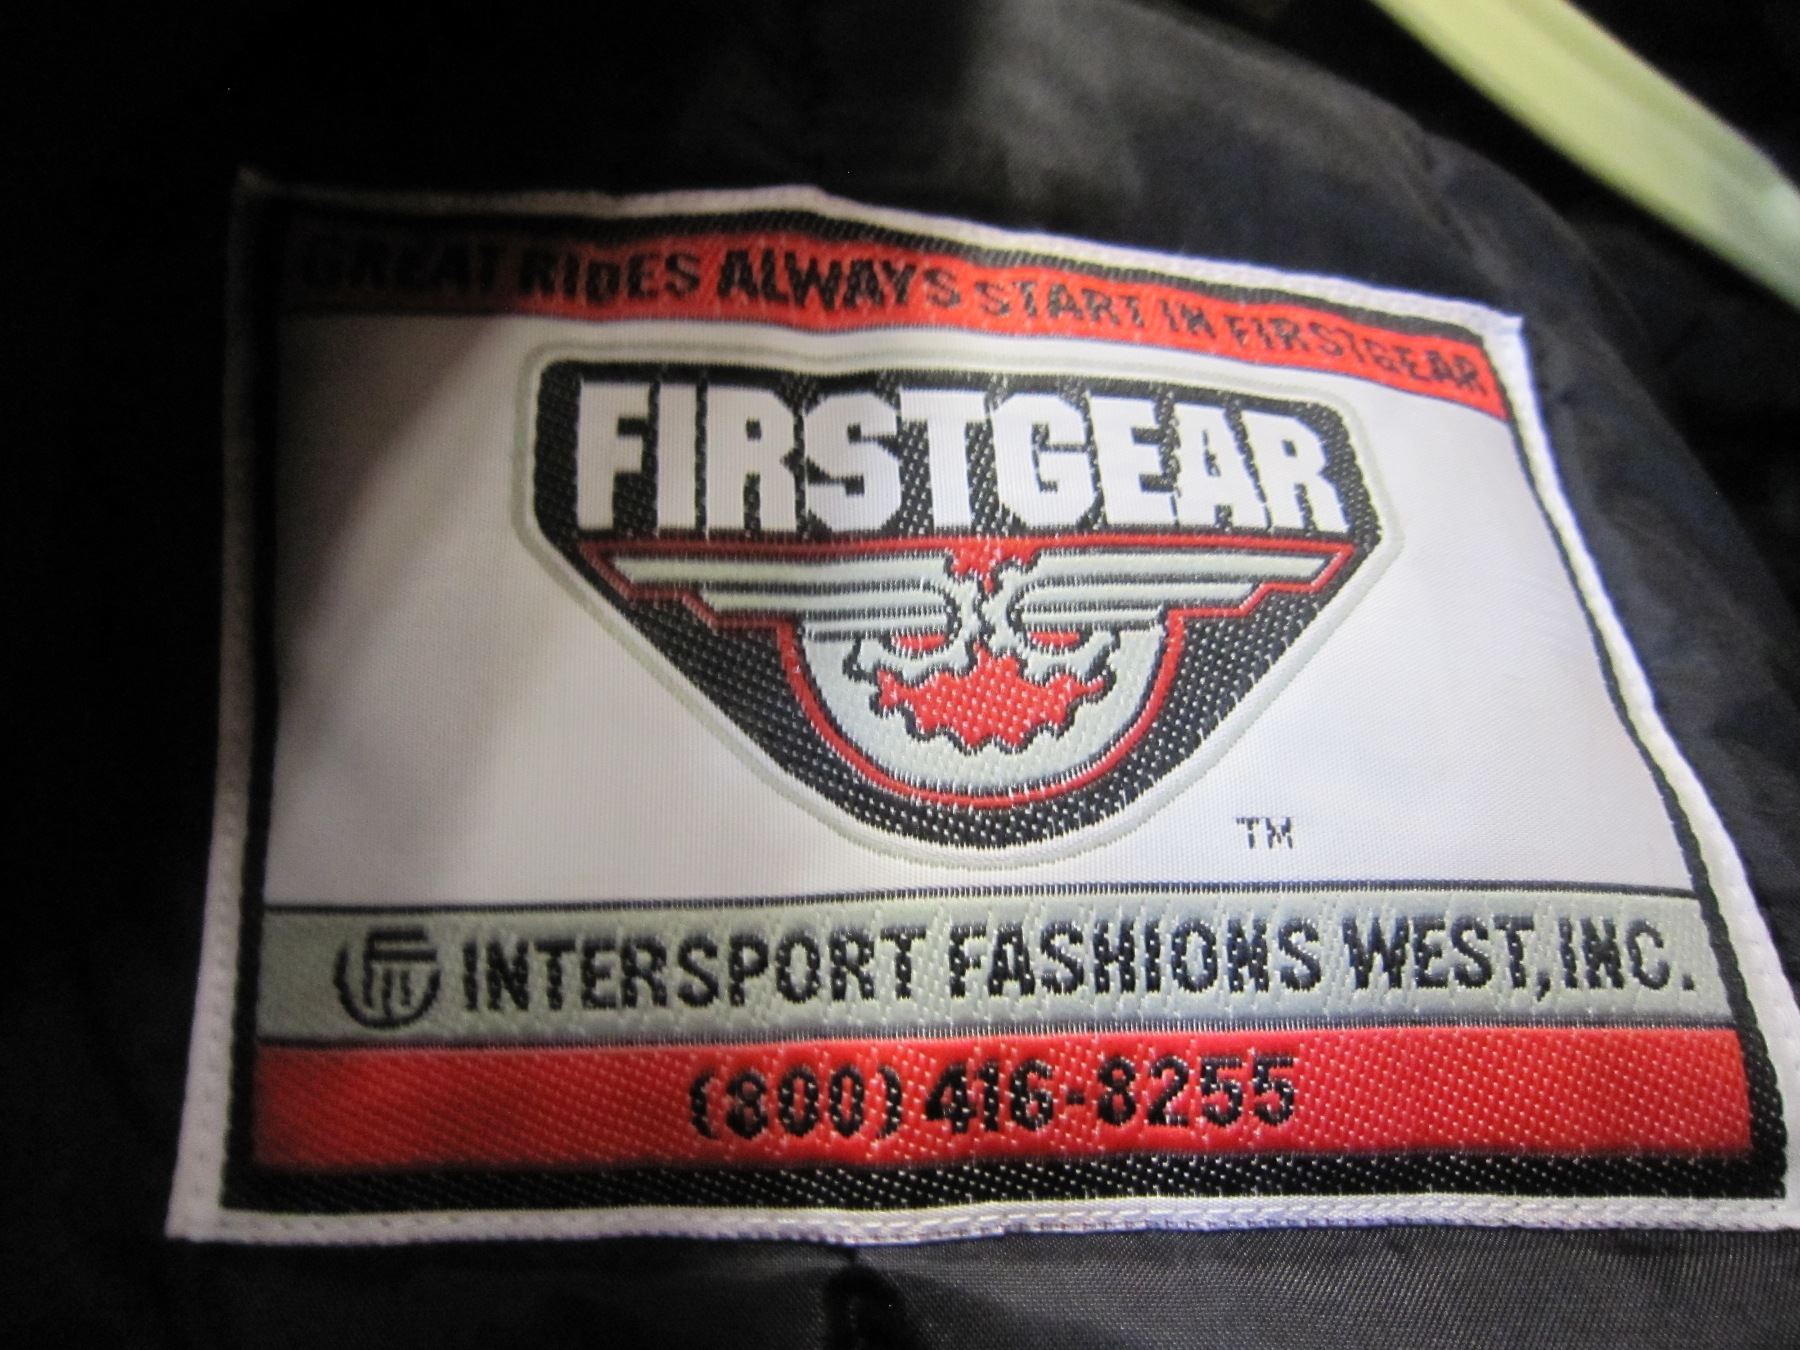 GREAT RIDES ALWAYS START IN FIRSTGEAR
FIRSTGEAR
TM
INTERSPORT FASHIONS WEST, INC.
(800) 416-8255